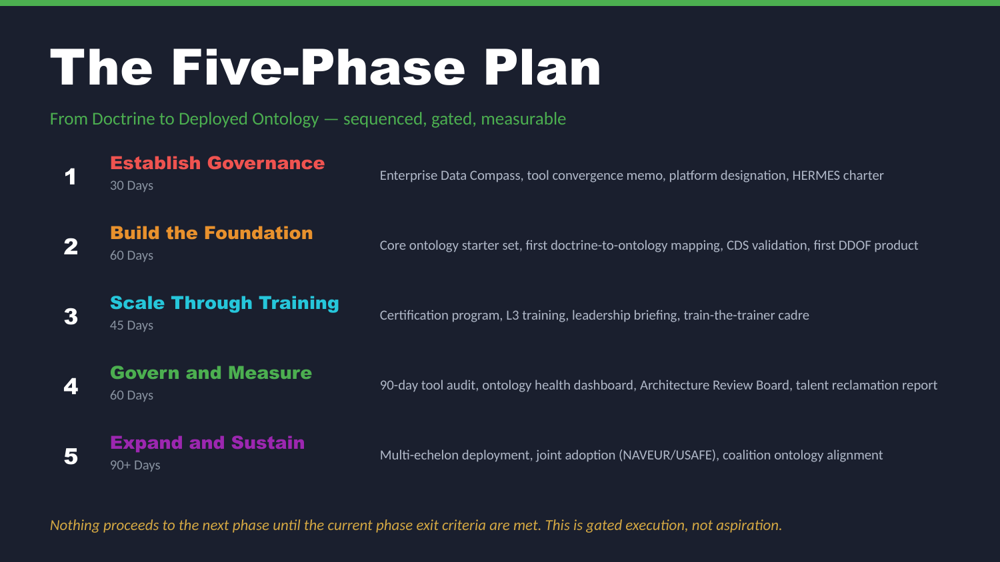 The Five-Phase Plan
From Doctrine to Deployed Ontology — sequenced, gated, measurable
1
Establish Governance
30 Days
Enterprise Data Compass, tool convergence memo, platform designation, HERMES charter
2
Build the Foundation
60 Days
Core ontology starter set, first doctrine-to-ontology mapping, CDS validation, first DDOF product
3
Scale Through Training
45 Days
Certification program, L3 training, leadership briefing, train-the-trainer cadre
4
Govern and Measure
60 Days
90-day tool audit, ontology health dashboard, Architecture Review Board, talent reclamation report
5
Expand and Sustain
90+ Days
Multi-echelon deployment, joint adoption (NAVEUR/USAFE), coalition ontology alignment
Nothing proceeds to the next phase until the current phase exit criteria are met. This is gated execution, not aspiration.